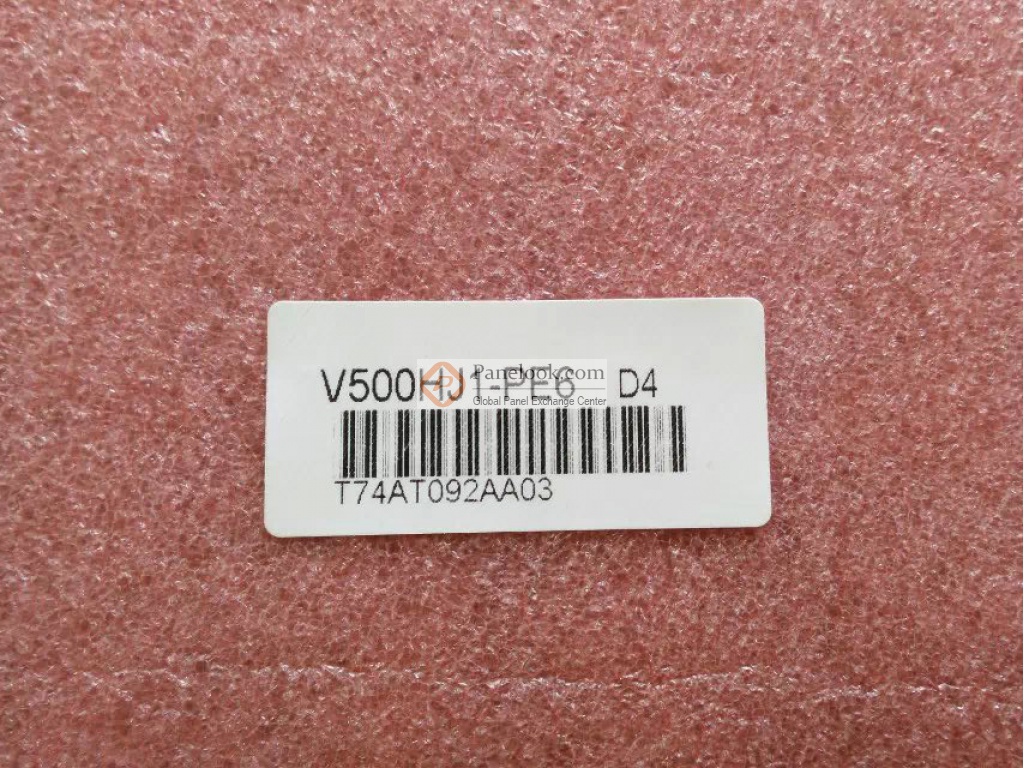 V500HJ1-PE6 D4
Panelook.com
Global Panel Exchange Center
T74AT092AA03